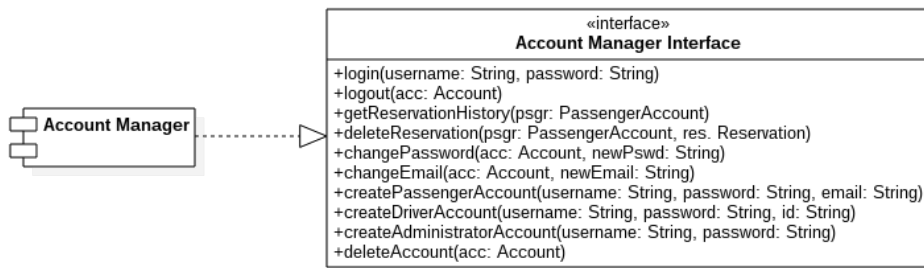 «interface»
Account Manager Interface
Account Manager
+login(username: String, password: String)
+logout(acc: Account)
+getReservationHistory(psgr: PassengerAccount)
+deleteReservation(psgr: PassengerAccount, res. Reservation)
+changePassword(acc: Account, newPswd: String)
+changeEmail(acc: Account, newEmail: String)
+createPassengerAccount(username: String, password: String, email: String)
+createDriverAccount(username: String, password: String, id: String)
+createAdministratorAccount(username: String, password: String)
+deleteAccount(acc: Account)